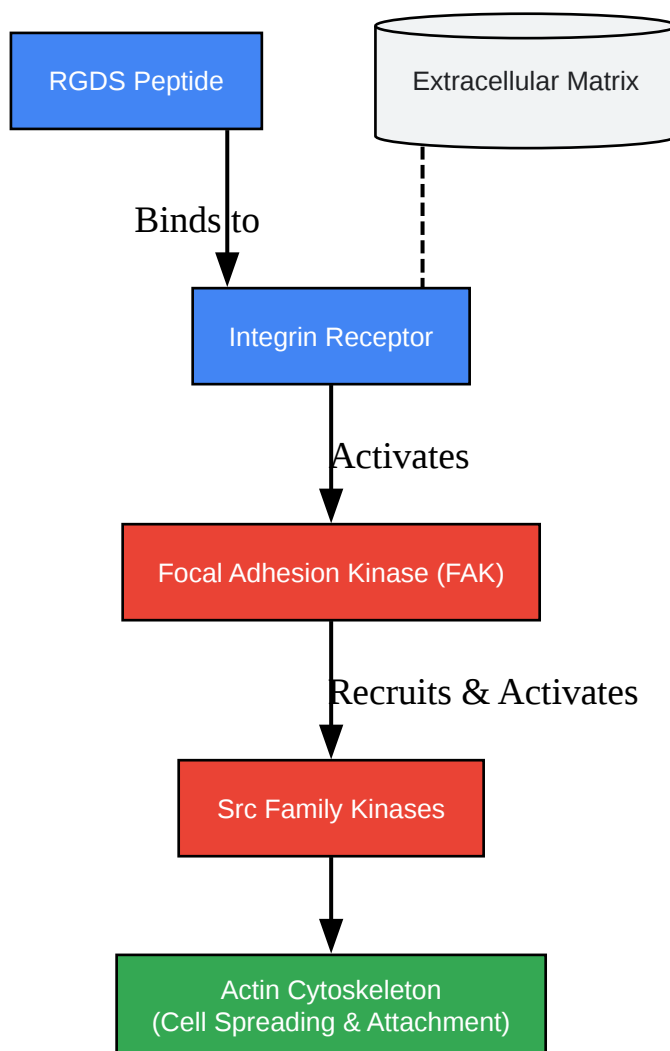 RGDS Peptide
Extracellular Matrix
Binds to
Integrin Receptor
Activates
Focal Adhesion Kinase (FAK)
Recruits & Activates
Src Family Kinases
Actin Cytoskeleton
(Cell Spreading & Attachment)